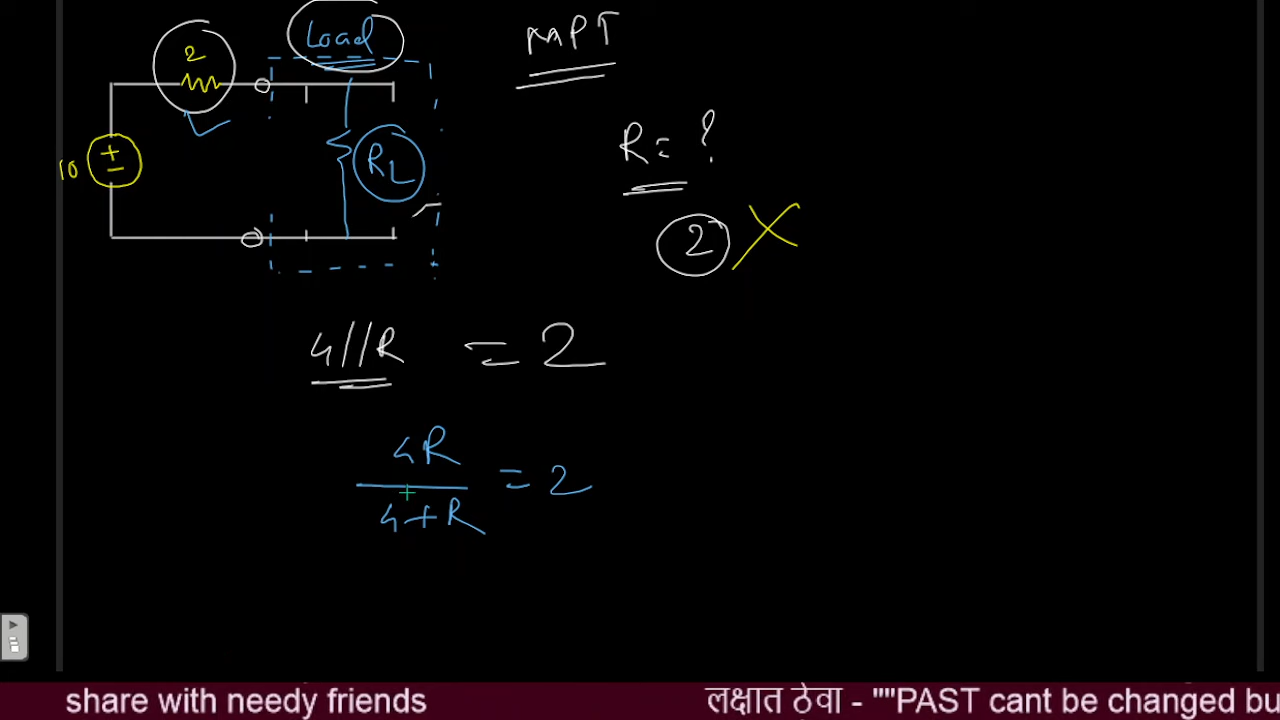 Load
MPT
2
10
+
-
RL
R = ?
2
4//R = 2
4R
4+R
= 2
share with needy friends
लक्षात ठेवा - ""PAST cant be changed bu